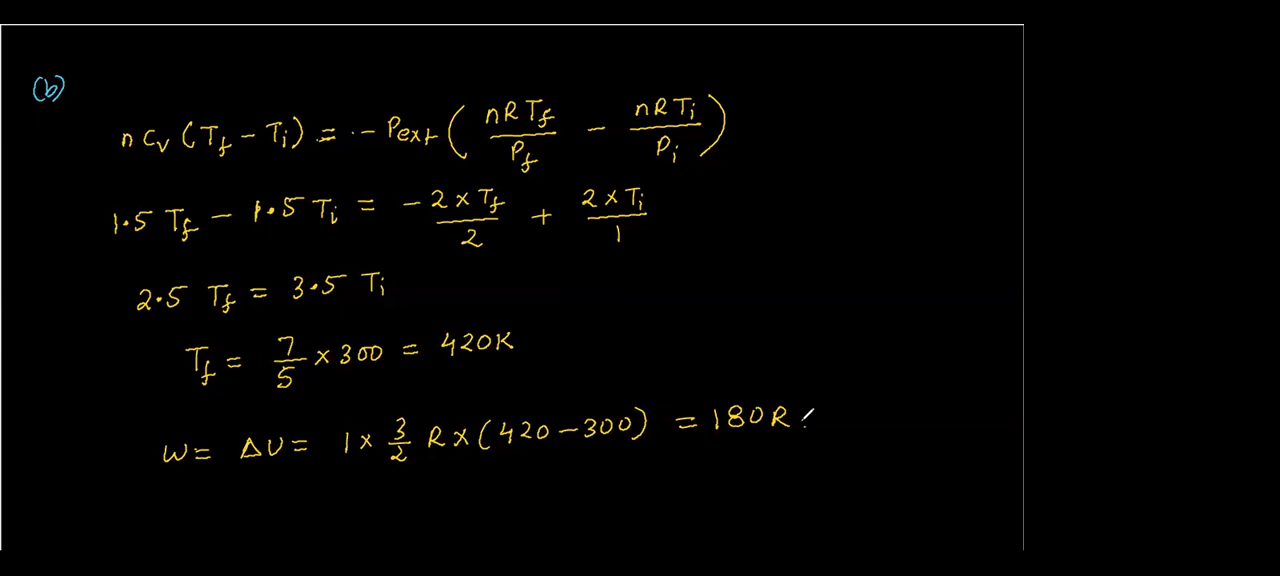 (b)
nCv (Tf - Ti) = - Pext ( nRTf/Pf - nRTi/Pi )
1.5 Tf - 1.5 Ti = -2 × Tf/2 + 2 × Ti/1
2.5 Tf = 3.5 Ti
Tf = 7/5 × 300 = 420K
W = ΔU = 1 × 3/2 R × (420 - 300) = 180R